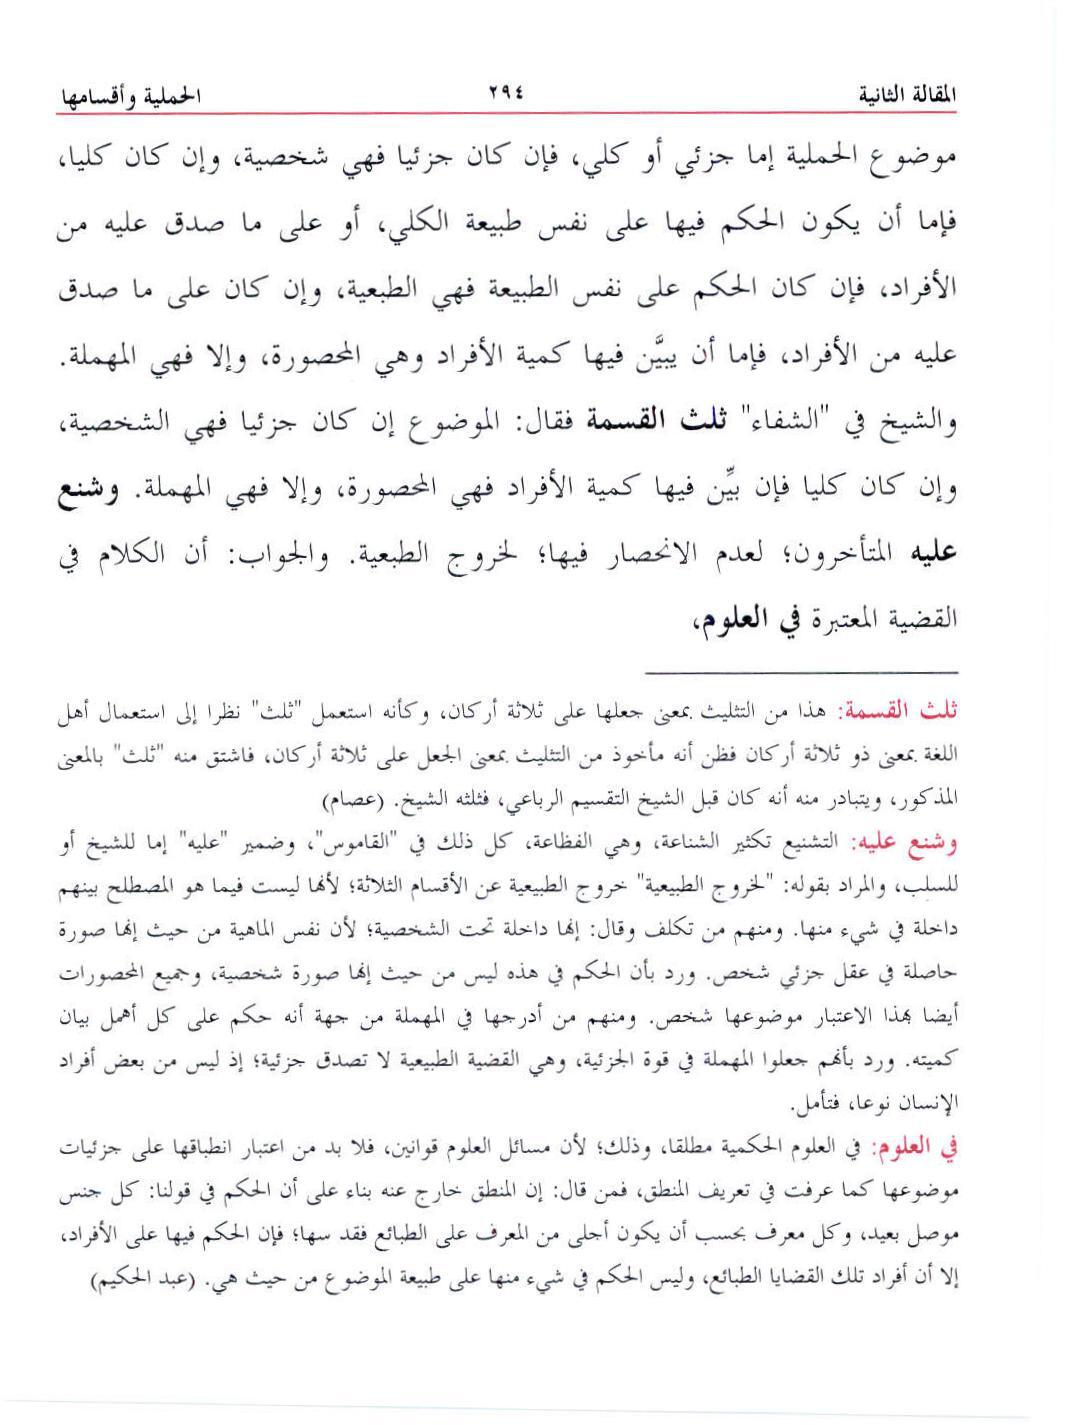 المقالة الثانية ٢٩٤ الحملية وأقسامها
موضوع الحملية إما جزئي أو كلي، فإن كان جزئيا فهي شخصية، وإن كان كليا،
فإما أن يكون الحكم فيها على نفس طبيعة الكلي، أو على ما صدق عليه من
الأفراد، فإن كان الحكم على نفس الطبيعة فهي الطبعية، وإن كان على ما صدق
عليه من الأفراد، فإما أن يبيَّن فيها كمية الأفراد وهي المحصورة، وإلا فهي المهملة.
والشيخ في "الشفاء" ثلث القسمة فقال: الموضوع إن كان جزئيا فهي الشخصية،
وإن كان كليا فإن بيِّن فيها كمية الأفراد فهي المحصورة، وإلا فهي المهملة. وشنع
عليه المتأخرون؛ لعدم الانحصار فيها؛ لخروج الطبعية. والجواب: أن الكلام في
القضية المعتبرة في العلوم،
ثلث القسمة: هذا من التثليث بمعنى جعلها على ثلاثة أركان، وكأنه استعمل "ثلث" نظرا إلى استعمال أهل
اللغة بمعنى ذو ثلاثة أركان فظن أنه مأخوذ من التثليث بمعنى الجعل على ثلاثة أركان، فاشتق منه "ثلث" بالمعنى
المذكور، ويتبادر منه أنه كان قبل الشيخ التقسيم الرباعي، فثلثه الشيخ. (عصام)
وشنع عليه: التشنيع تكثير الشناعة، وهي الفظاعة، كل ذلك في "القاموس"، وضمير "عليه" إما للشيخ أو
للسلب، والمراد بقوله: "لخروج الطبيعية" خروج الطبيعية عن الأقسام الثلاثة؛ لأنها ليست فيما هو المصطلح بينهم
داخلة في شيء منها. ومنهم من تكلف وقال: إنها داخلة تحت الشخصية؛ لأن نفس الماهية من حيث إنها صورة
حاصلة في عقل جزئي شخص. ورد بأن الحكم في هذه ليس من حيث إنها صورة شخصية، وجميع المحصورات
أيضا بهذا الاعتبار موضوعها شخص. ومنهم من أدرجها في المهملة من جهة أنه حكم على كل أهمل بيان
كميته. ورد بأنهم جعلوا المهملة في قوة الجزئية، وهي القضية الطبيعية لا تصدق جزئية؛ إذ ليس من بعض أفراد
الإنسان نوعا، فتأمل.
في العلوم: في العلوم الحكمية مطلقا، وذلك؛ لأن مسائل العلوم قوانين، فلا بد من اعتبار انطباقها على جزئيات
موضوعها كما عرفت في تعريف المنطق، فمن قال: إن المنطق خارج عنه بناء على أن الحكم في قولنا: كل جنس
موصل بعيد، وكل معرف بحسب أن يكون أجلى من المعرف على الطبائع فقد سها؛ فإن الحكم فيها على الأفراد،
إلا أن أفراد تلك القضايا الطبائع، وليس الحكم في شيء منها على طبيعة الموضوع من حيث هي. (عبد الحكيم)